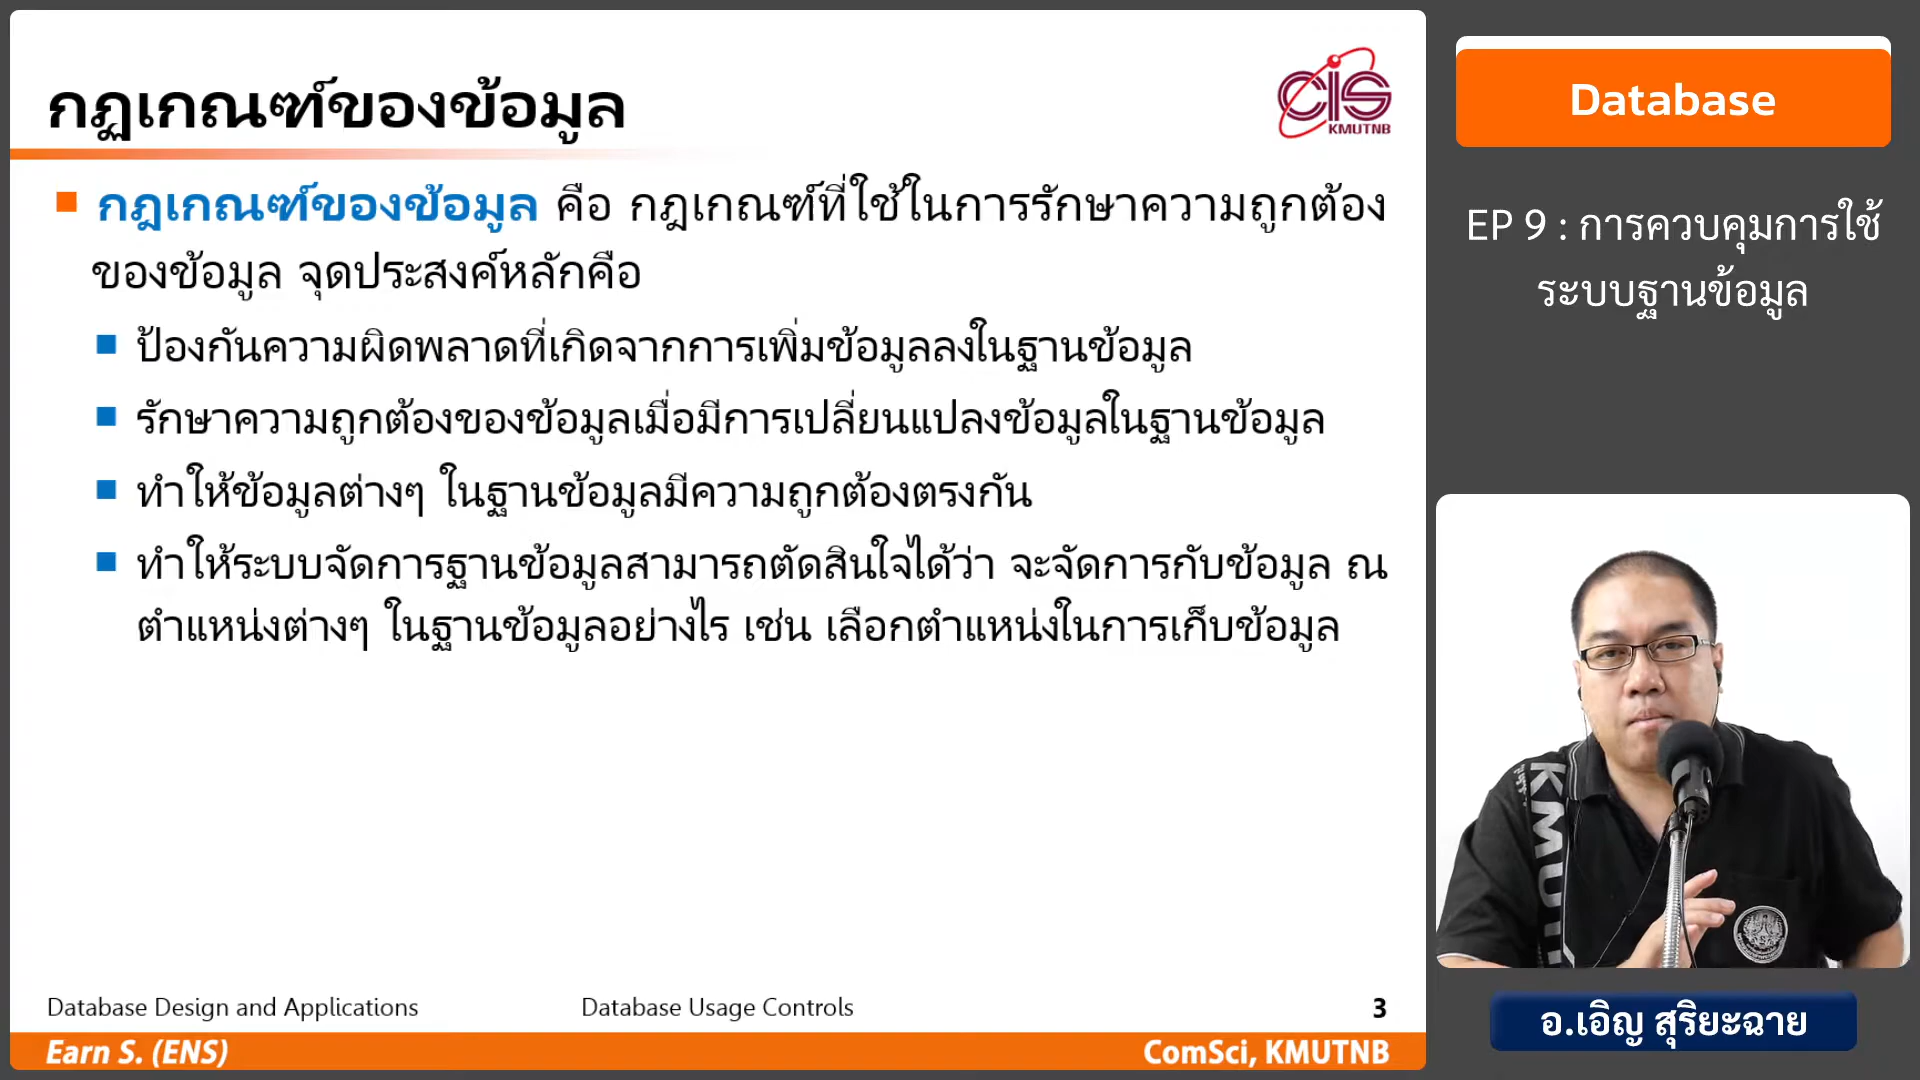 กฏเกณฑ์ของข้อมูล
CIS
KMUTNB
กฎเกณฑ์ของข้อมูล คือ กฎเกณฑ์ที่ใช้ในการรักษาความถูกต้อง
ของข้อมูล จุดประสงค์หลักคือ
ป้องกันความผิดพลาดที่เกิดจากการเพิ่มข้อมูลลงในฐานข้อมูล
รักษาความถูกต้องของข้อมูลเมื่อมีการเปลี่ยนแปลงข้อมูลในฐานข้อมูล
ทำให้ข้อมูลต่างๆ ในฐานข้อมูลมีความถูกต้องตรงกัน
ทำให้ระบบจัดการฐานข้อมูลสามารถตัดสินใจได้ว่า จะจัดการกับข้อมูล ณ
ตำแหน่งต่างๆ ในฐานข้อมูลอย่างไร เช่น เลือกตำแหน่งในการเก็บข้อมูล
Database Design and Applications
Database Usage Controls
3
Earn S. (ENS)
ComSci, KMUTNB
Database
EP 9 : การควบคุมการใช้
ระบบฐานข้อมูล
KMUTN
อ.เอิญ สุริยะฉาย